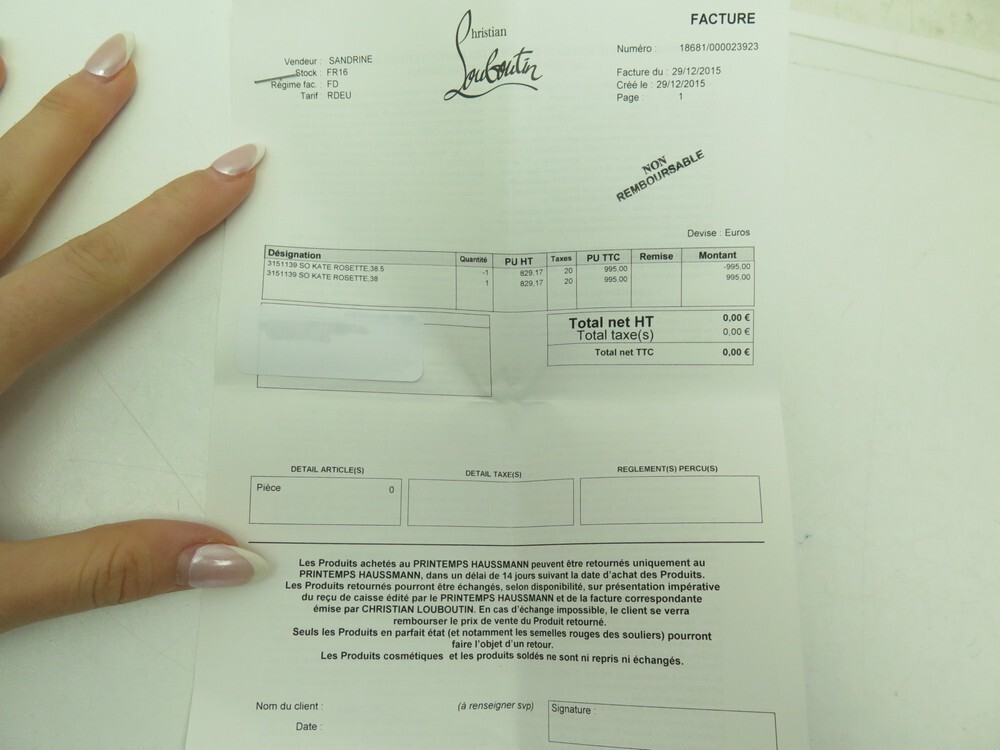 Christian
Louboutin
FACTURE
Vendeur : SANDRINE
Stock : FR16
Régime fac. : FD
Tarif : RDEU
Numéro : 18681/000023923
Facture du : 29/12/2015
Créé le : 29/12/2015
Page : 1
NON
REMBOURSABLE
Devise : Euros
Désignation Quantité PU HT Taxes PU TTC Remise Montant
3151139 SO KATE ROSETTE,38.5 -1 829,17 20 995,00 -995,00
3151139 SO KATE ROSETTE,38 1 829,17 20 995,00 995,00
Total net HT 0,00 €
Total taxe(s) 0,00 €
Total net TTC 0,00 €
DETAIL ARTICLE(S) DETAIL TAXE(S) REGLEMENT(S) PERCU(S)
Pièce 0
Les Produits achetés au PRINTEMPS HAUSSMANN peuvent être retournés uniquement au
PRINTEMPS HAUSSMANN, dans un délai de 14 jours suivant la date d'achat des Produits.
Les Produits retournés pourront être échangés, selon disponibilité, sur présentation impérative
du reçu de caisse édité par le PRINTEMPS HAUSSMANN et de la facture correspondante
émise par CHRISTIAN LOUBOUTIN. En cas d'échange impossible, le client se verra
rembourser le prix de vente du Produit retourné.
Seuls les Produits en parfait état (et notamment les semelles rouges des souliers) pourront
faire l'objet d'un retour.
Les Produits cosmétiques et les produits soldés ne sont ni repris ni échangés.
Nom du client : (à renseigner svp) Signature :
Date :